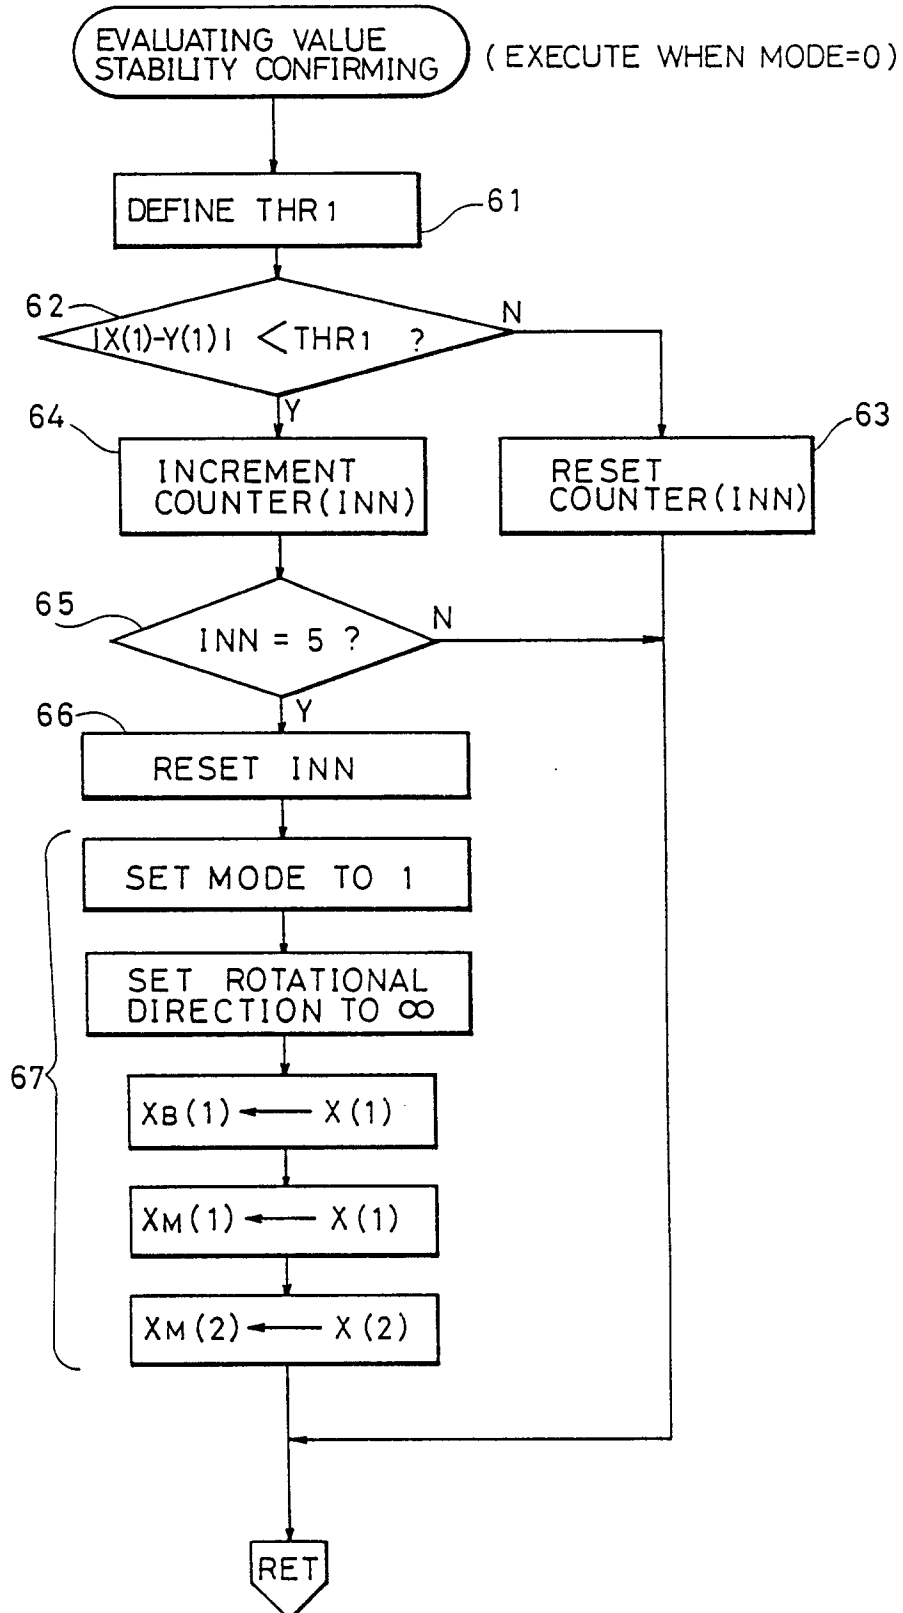 EVALUATING VALUE
STABILITY CONFIRMING
(EXECUTE WHEN MODE=0)
DEFINE THR1
61
62
|X(1)-Y(1)| < THR1 ?
N
Y
64
INCREMENT
COUNTER(INN)
63
RESET
COUNTER(INN)
65
INN = 5 ?
N
Y
66
RESET INN
67
SET MODE TO 1
SET ROTATIONAL
DIRECTION TO ∞
XB(1) ← X(1)
XM(1) ← X(1)
XM(2) ← X(2)
RET